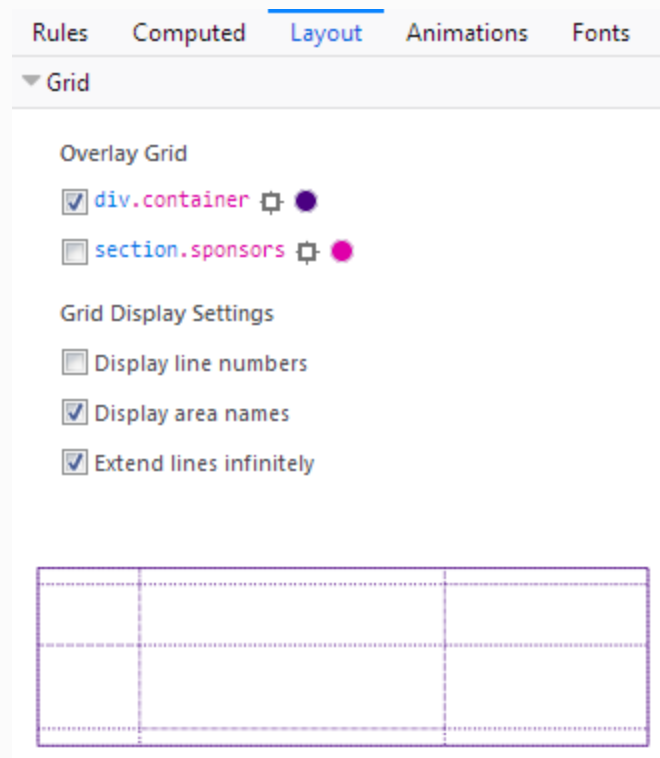 Rules Computed Layout Animations Fonts
Grid
Overlay Grid
div.container
section.sponsors
Grid Display Settings
Display line numbers
Display area names
Extend lines infinitely